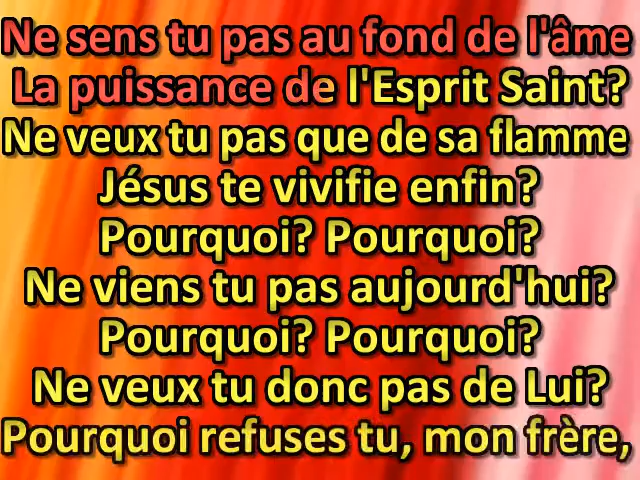 Ne sens tu pas au fond de l'âme
La puissance de l'Esprit Saint?
Ne veux tu pas que de sa flamme
Jésus te vivifie enfin?
Pourquoi? Pourquoi?
Ne viens tu pas aujourd'hui?
Pourquoi? Pourquoi?
Ne veux tu donc pas de Lui?
Pourquoi refuses tu, mon frère,